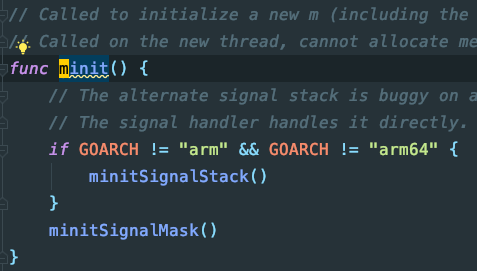 // Called to initialize a new m (including the
// Called on the new thread, cannot allocate me
func minit() {
// The alternate signal stack is buggy on a
// The signal handler handles it directly.
if GOARCH != "arm" && GOARCH != "arm64" {
minitSignalStack()
}
minitSignalMask()
}